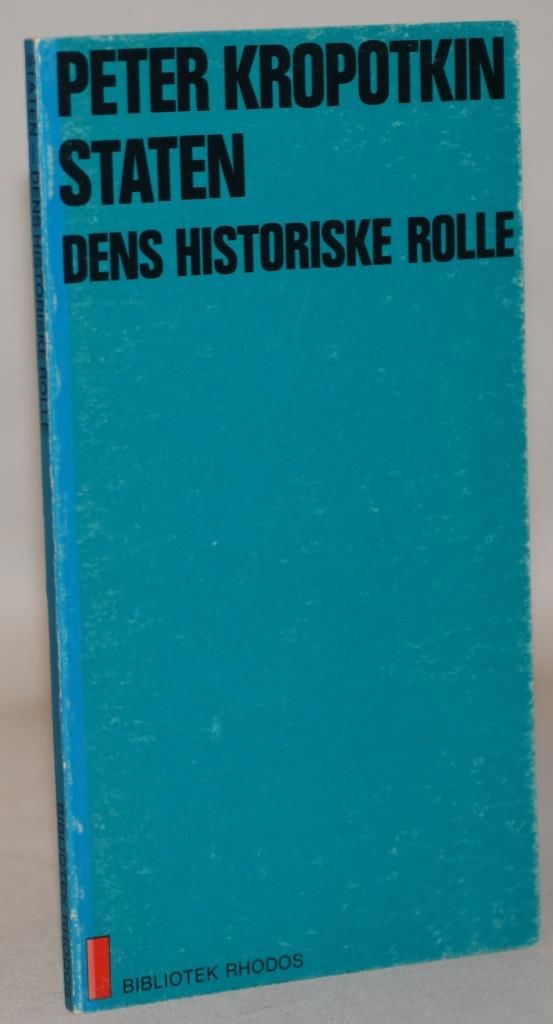 PETER KROPOTKIN
STATEN
DENS HISTORISKE ROLLE
BIBLIOTEK RHODOS
STATEN – DENS HISTORISKE ROLLE
BIBLIOTEK RHODOS